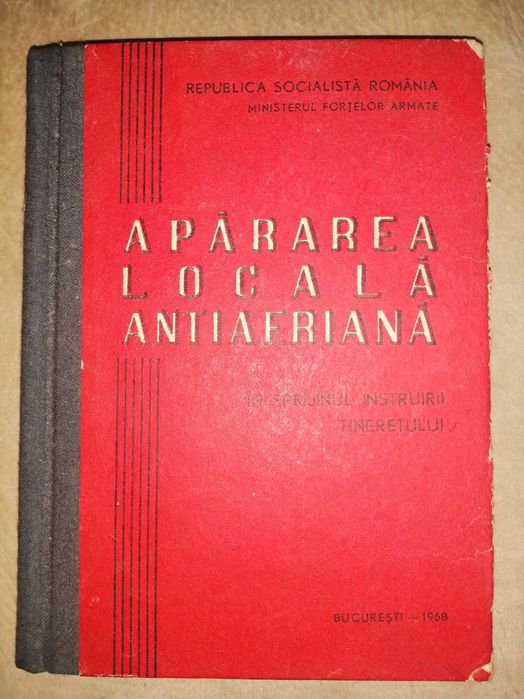 REPUBLICA SOCIALISTĂ ROMÂNIA
MINISTERUL FORȚELOR ARMATE
APĂRAREA
LOCALĂ
ANTIAERIANĂ
ÎN SPRIJINUL INSTRUIRII
TINERETULUI
BUCUREȘTI — 1968